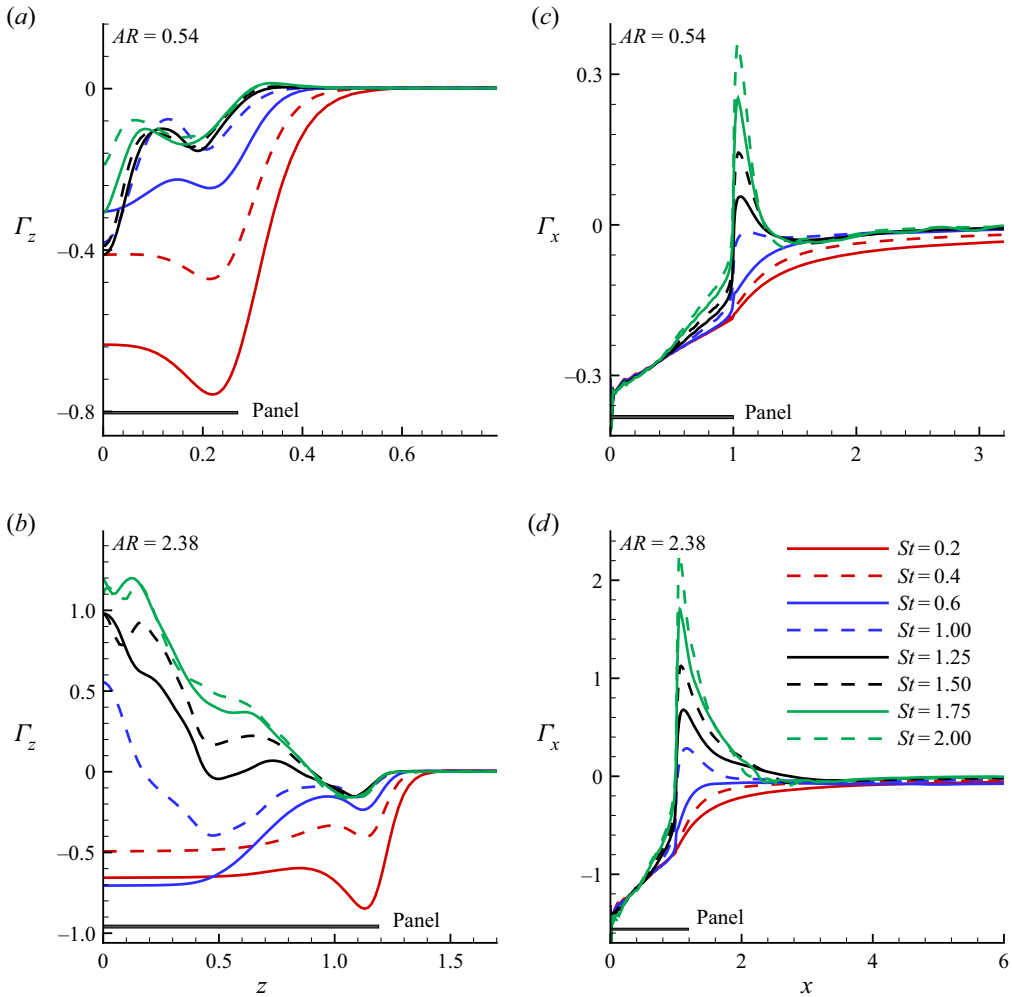 (a)
AR = 0.54
0
−0.4
−0.8
Γz
Panel
0 0.2 0.4 0.6
(c)
AR = 0.54
0.3
0
−0.3
Γx
Panel
0 1 2 3
(b)
AR = 2.38
1.0
0.5
0
−0.5
−1.0
Γz
Panel
0 0.5 1.0 1.5
z
(d)
AR = 2.38
2
1
0
−1
Γx
St = 0.2
St = 0.4
St = 0.6
St = 1.00
St = 1.25
St = 1.50
St = 1.75
St = 2.00
Panel
0 2 4 6
x